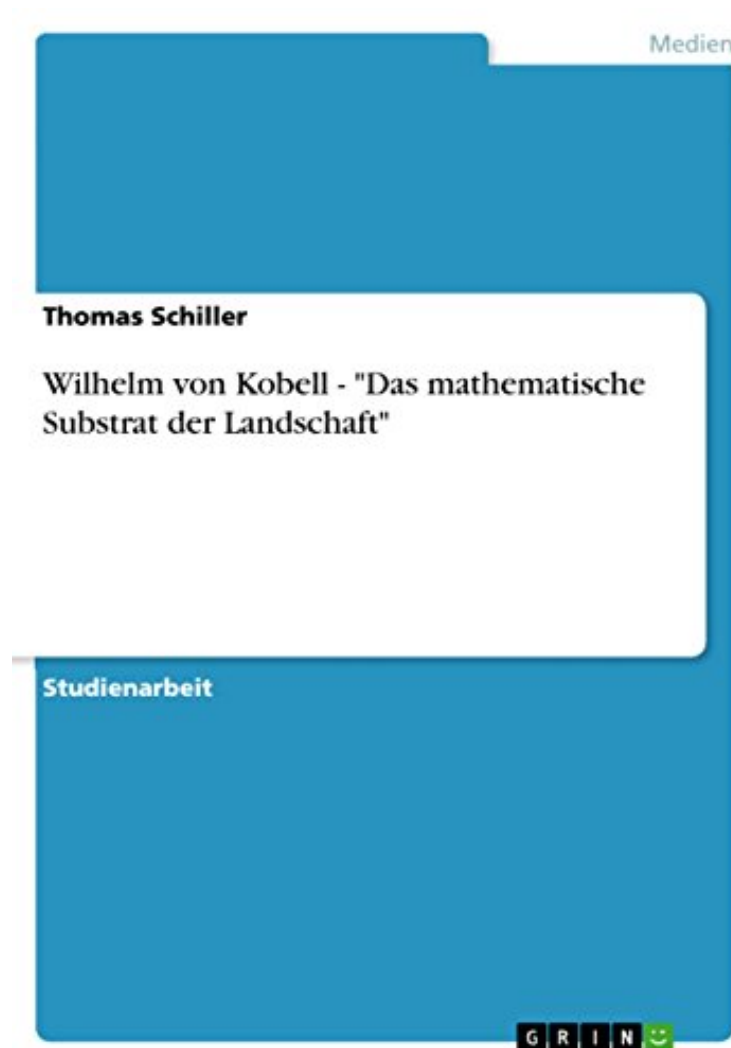 Medien
Thomas Schiller
Wilhelm von Kobell - "Das mathematische
Substrat der Landschaft"
Studienarbeit
GRIN